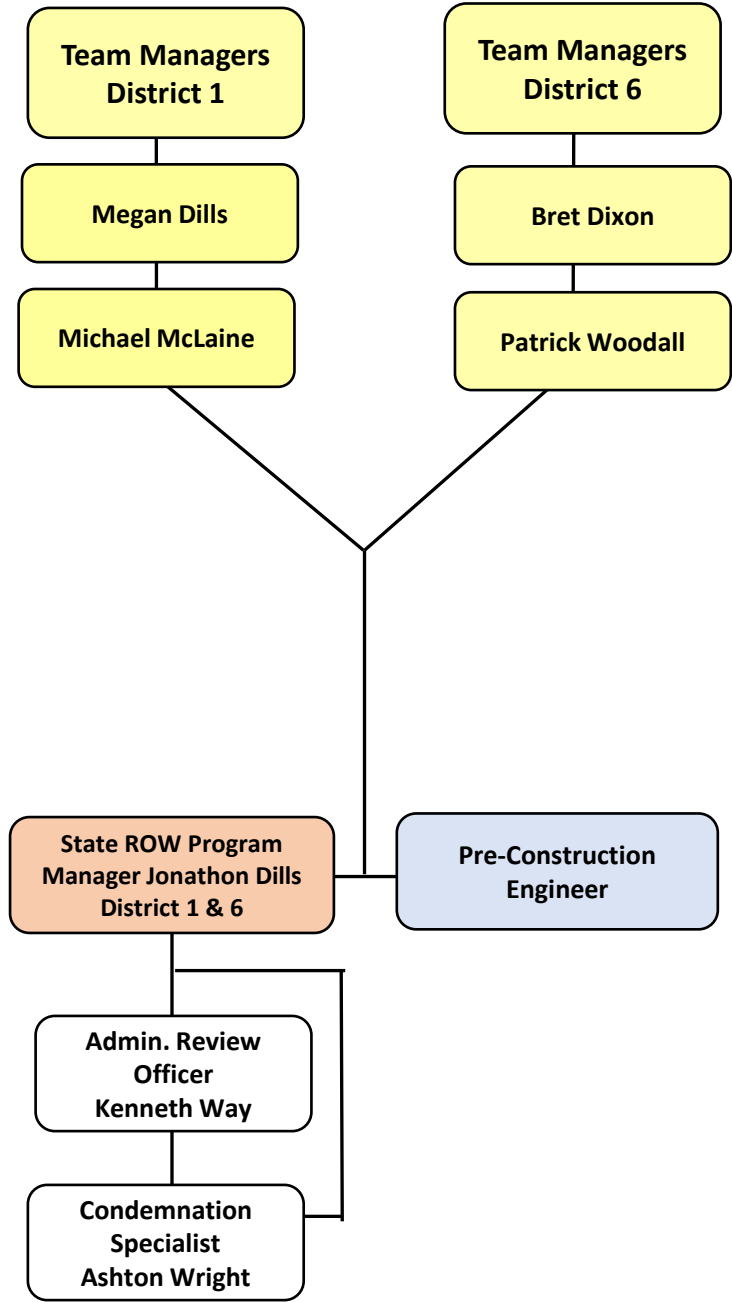 Team Managers
District 1
Megan Dills
Michael McLaine
Team Managers
District 6
Bret Dixon
Patrick Woodall
State ROW Program
Manager Jonathon Dills
District 1 & 6
Pre-Construction
Engineer
Admin. Review
Officer
Kenneth Way
Condemnation
Specialist
Ashton Wright